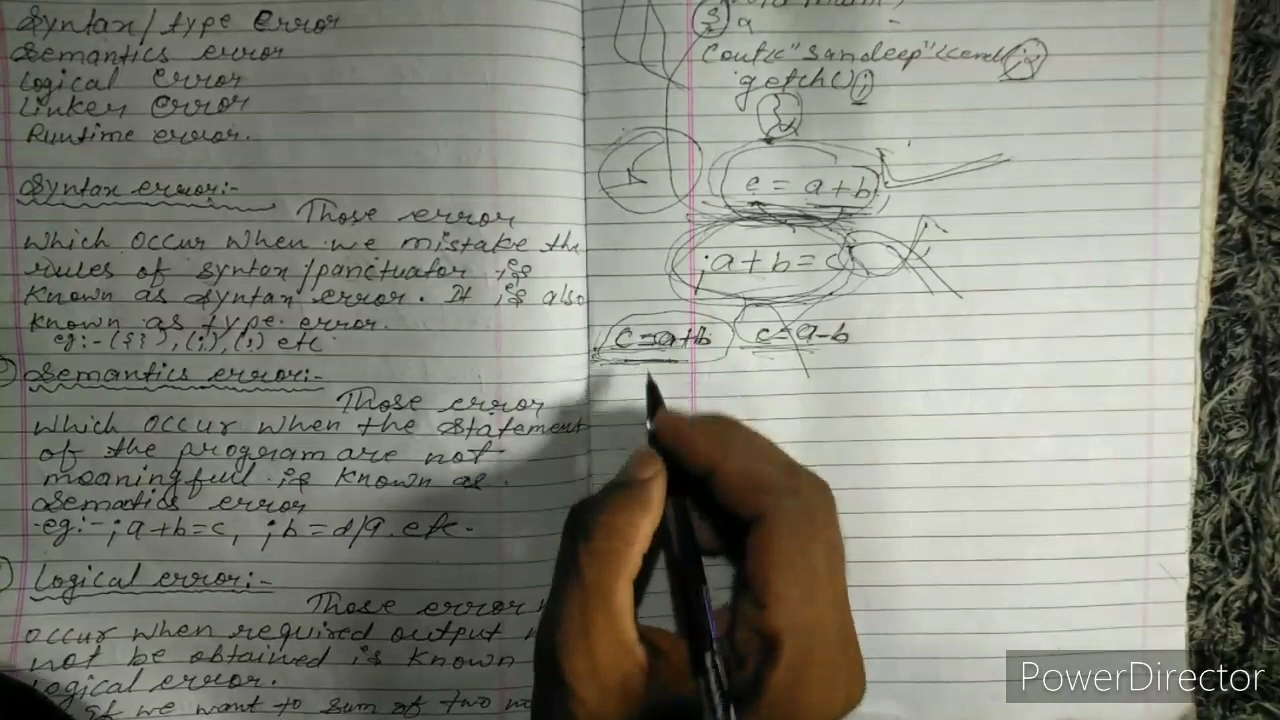 Syntax/type error
Semantics error
Logical error
Linker error
Runtime error.
Syntax error:-
Those error
which occur when we mistake the
rules of syntax/panctuator is
known as syntax error. It is also
known as type error.
eg:- ({}), (;), (,) etc
Semantics error:-
Those error
which occur when the statement
of the program are not
meaningfull is known as
sematics error
eg:- ; a+b=c, ; b=d/a. etc.
Logical error:-
Those error
occur when required output
not be obtained is known
logical error.
if we want to sum of two
{
cout<"Sandeep"<<end;
getch();
}
c = a+b
;a+b=c
c=a+b c=a-b
PowerDirector